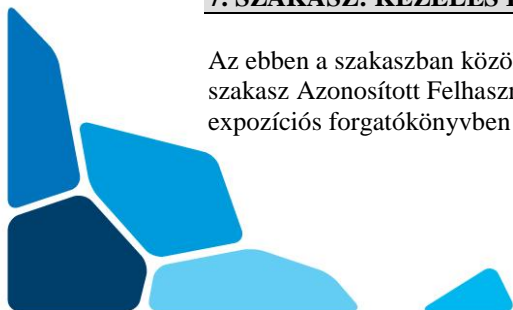 7. SZAKASZ: KEZELÉS
Az ebben a szakaszban közö
szakasz Azonosított Felhaszn
expozíciós forgatókönyvben